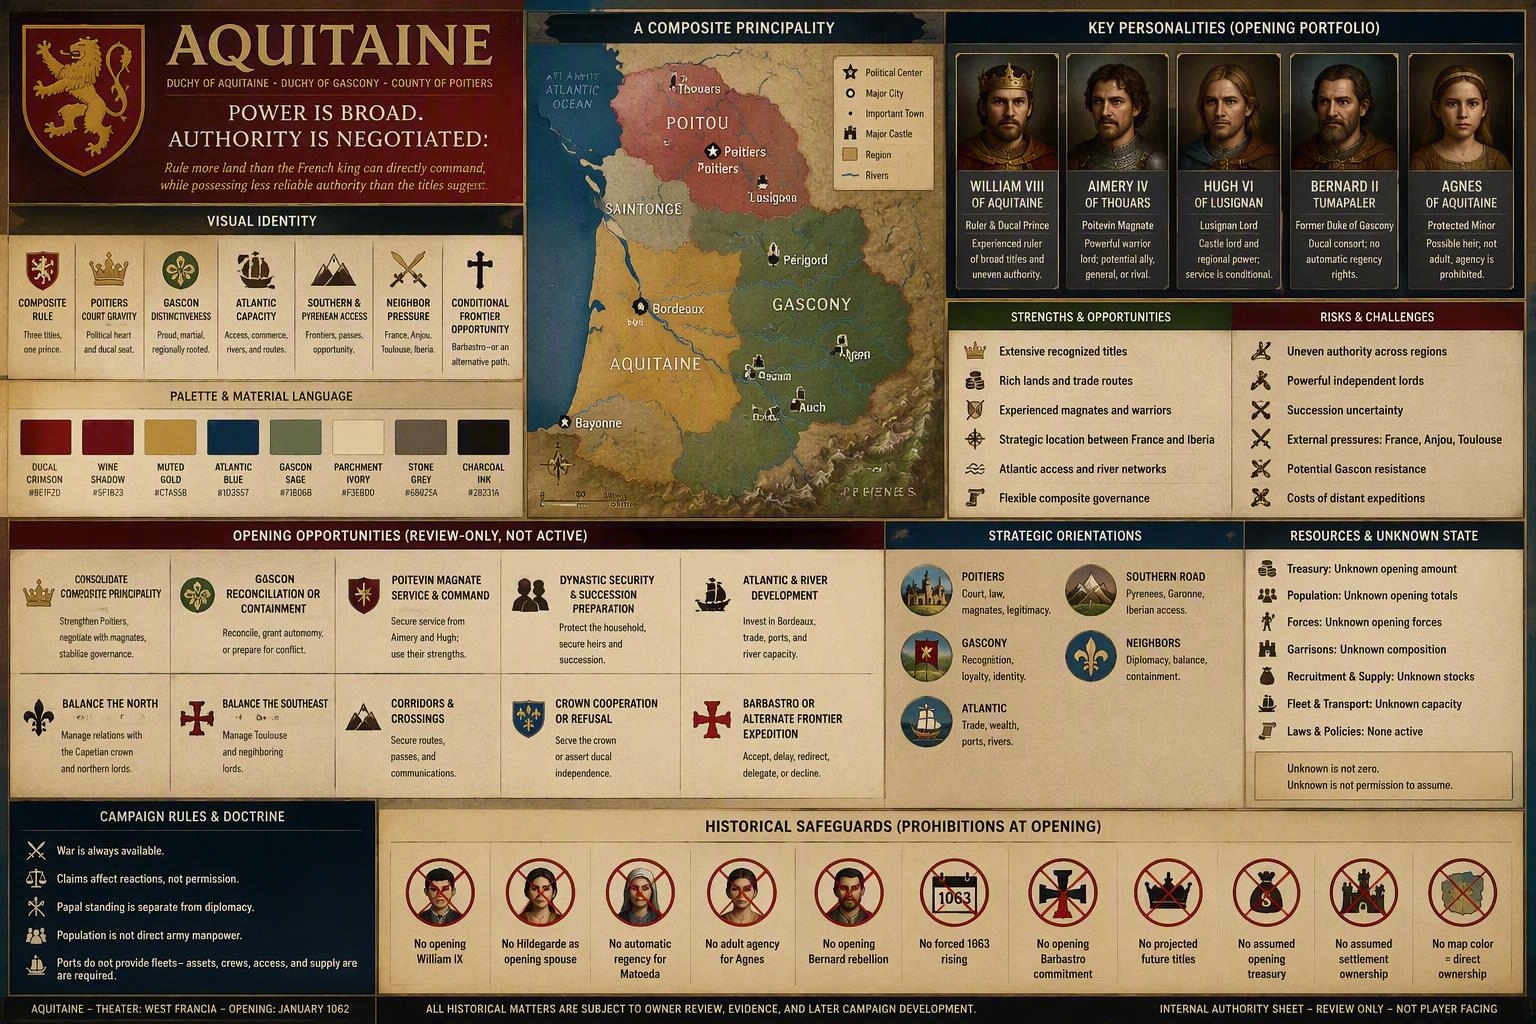 AQUITAINE
DUCHY OF AQUITAINE - DUCHY OF GASCONY - COUNTY OF POITIERS
POWER IS BROAD.
AUTHORITY IS NEGOTIATED:
Rule more land than the French king can directly command,
while possessing less reliable authority than the titles suggest.
VISUAL IDENTITY
COMPOSITE
RULE
Three titles,
one prince.
POITIERS
COURT GRAVITY
Political heart
and ducal seat.
GASCON
DISTINCTIVENESS
Proud, martial,
regionally rooted.
ATLANTIC
CAPACITY
Access, commerce,
rivers, and routes.
SOUTHERN &
PYRENEAN ACCESS
Frontiers, passes,
opportunity.
NEIGHBOR
PRESSURE
France, Anjou,
Toulouse, Iberia.
CONDITIONAL
FRONTIER
OPPORTUNITY
Barbastro—or an
alternative path.
PALETTE & MATERIAL LANGUAGE
DUCAL
CRIMSON
#BE1F2D
WINE
SHADOW
#5F1823
MUTED
GOLD
#C7A55B
ATLANTIC
BLUE
#1D3557
GASCON
SAGE
#718066
PARCHMENT
IVORY
#F3EBD0
STONE
GREY
CHARCOAL
INK
#28231A
A COMPOSITE PRINCIPALITY
ATLANTIC
OCEAN
Thouers
POITOU
Poitiers
Poitiers
Lusignan
SAINTONGE
Périgord
GASCONY
Bordeaux
AQUITAINE
Auch
Bayonne
Political Center
Major City
Important Town
Major Castle
Region
Rivers
KEY PERSONALITIES (OPENING PORTFOLIO)
WILLIAM VIII
OF AQUITAINE
Ruler & Ducal Prince
Experienced ruler
of broad titles and
uneven authority.
AIMERY IV
OF THOUARS
Poitevin Magnate
Powerful warrior
lord; potential ally,
general, or rival.
HUGH VI
OF LUSIGNAN
Lusignan Lord
Castle lord and
regional power;
service is conditional.
BERNARD II
TUMAPALER
Former Duke of Gascony
Ducal consort; no
automatic regency
rights.
AGNES
OF AQUITAINE
Protected Minor
Possible heir; not
adult, agency is
prohibited.
STRENGTHS & OPPORTUNITIES
Extensive recognized titles
Rich lands and trade routes
Experienced magnates and warriors
Strategic location between France and Iberia
Atlantic access and river networks
Flexible composite governance
RISKS & CHALLENGES
Uneven authority across regions
Powerful independent lords
Succession uncertainty
External pressures: France, Anjou, Toulouse
Potential Gascon resistance
Costs of distant expeditions
OPENING OPPORTUNITIES (REVIEW-ONLY, NOT ACTIVE)
CONSOLIDATE
COMPOSITE PRINCIPALITY
Strengthen Poitiers,
negotiate with magnates,
stabilize governance.
GASCON
RECONCILIATION OR
CONTAINMENT
Reconcile, grant autonomy,
or prepare for conflict.
POITEVIN MAGNATE
SERVICE & COMMAND
Secure service from
Aimery and Hugh;
use their strengths.
DYNASTIC SECURITY
& SUCCESSION
PREPARATION
Protect the household,
secure heirs and
succession.
ATLANTIC & RIVER
DEVELOPMENT
Invest in Bordeaux,
trade, ports, and
river capacity.
BALANCE THE NORTH
Manage relations with
the Capetian crown
and northern lords.
BALANCE THE SOUTHEAST
Manage Toulouse
and neighboring
lords.
CORRIDORS &
CROSSINGS
Secure routes,
passes, and
communications.
CROWN COOPERATION
OR REFUSAL
Serve the crown
or assert ducal
independence.
BARBASTRO OR
ALTERNATE FRONTIER
EXPEDITION
Accept, delay, redirect,
delegate, or decline.
STRATEGIC ORIENTATIONS
POITIERS
Court, law,
magnates, legitimacy.
SOUTHERN ROAD
Pyrenees, Garonne,
Iberian access.
GASCONY
Recognition,
loyalty, identity.
NEIGHBORS
Diplomacy, balance,
containment.
ATLANTIC
Trade, wealth,
ports, rivers.
RESOURCES & UNKNOWN STATE
Treasury: Unknown opening amount
Population: Unknown opening totals
Forces: Unknown opening forces
Garrisons: Unknown composition
Recruitment & Supply: Unknown stocks
Fleet & Transport: Unknown capacity
Laws & Policies: None active
Unknown is not zero.
Unknown is not permission to assume.
CAMPAIGN RULES & DOCTRINE
War is always available.
Claims affect reactions, not permission.
Papal standing is separate from diplomacy.
Population is not direct army manpower.
Ports do not provide fleets— assets, crews, access, and supply are
are required.
HISTORICAL SAFEGUARDS (PROHIBITIONS AT OPENING)
No opening
William IX
No Hildegarde as
opening spouse
No automatic
regency for
Mateoda
No adult agency
for Agnes
No opening
Bernard rebellion
1063
No forced 1063
rising
No opening
Barbastro
commitment
No projected
future titles
S
No assumed
opening
treasury
No assumed
settlement
ownership
No map color
= direct
ownership
AQUITAINE – THEATER: WEST FRANCIA – OPENING: JANUARY 1062
ALL HISTORICAL MATTERS ARE SUBJECT TO OWNER REVIEW, EVIDENCE, AND LATER CAMPAIGN DEVELOPMENT.
INTERNAL AUTHORITY SHEET – REVIEW ONLY – NOT PLAYER FACING